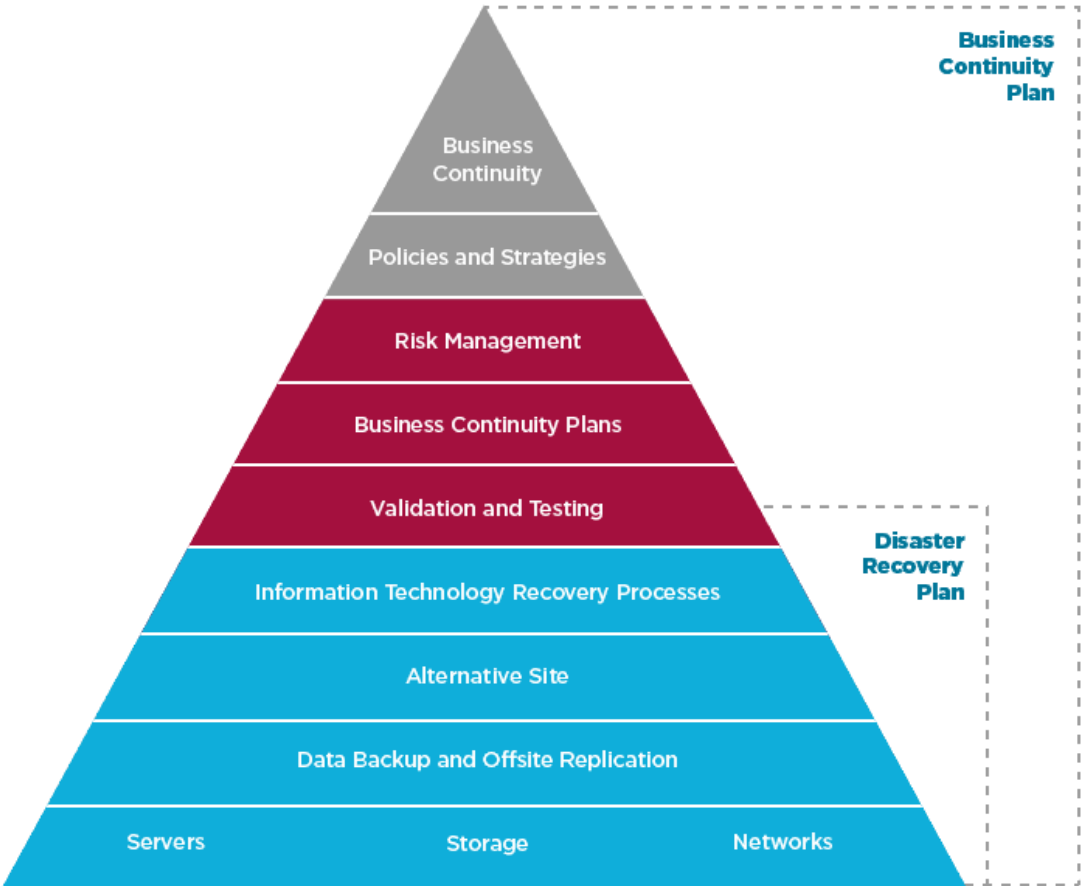 Business
Continuity
Plan
Business
Continuity
Policies and Strategies
Risk Management
Business Continuity Plans
Validation and Testing
Disaster
Recovery
Plan
Information Technology Recovery Processes
Alternative Site
Data Backup and Offsite Replication
Servers Storage Networks